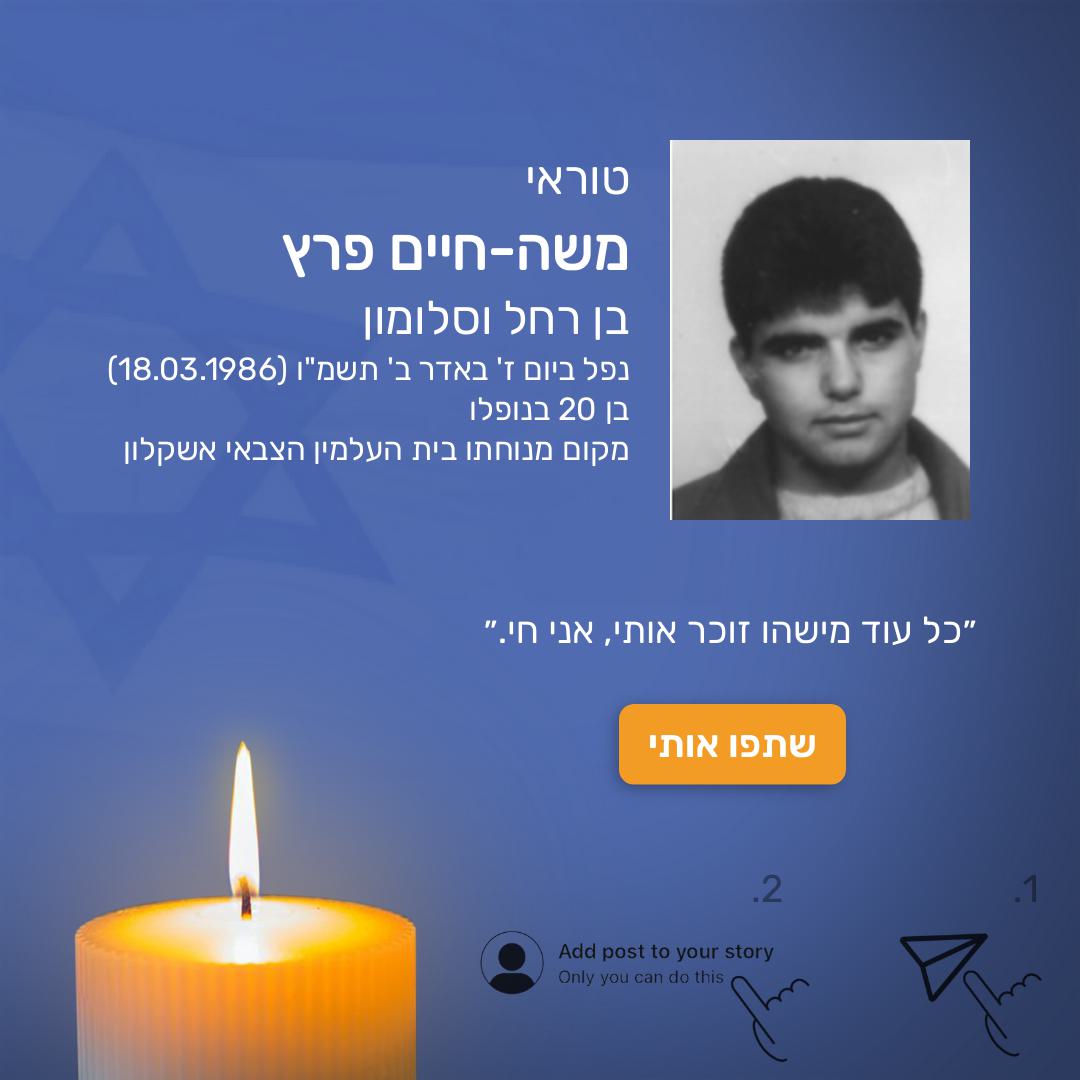 טוראי
משה-חיים פרץ
בן רחל וסלומון
נפל ביום ז' באדר ב' תשמ"ו (18.03.1986)
בן 20 בנופלו
מקום מנוחתו בית העלמין הצבאי אשקלון
״כל עוד מישהו זוכר אותי, אני חי.״
שתפו אותי
.1
.2
Add post to your story
Only you can do this